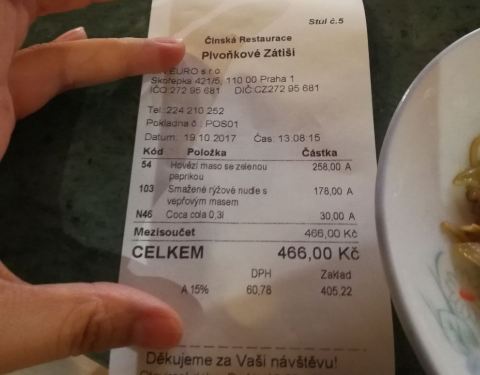 Stul č.5
Čínská Restaurace
Pivoňkové Zátiší
EURO s.r.o
Skořepka 421/5, 110 00 Praha 1
IČO:272 95 681 DIČ:CZ272 95 681
Tel.:224 210 252
Pokladna č.: POS01
Datum: 19.10.2017 Čas: 13:08:15
Kód Položka Částka
54 Hovězí maso se zelenou 258,00 A
paprikou
103 Smažené rýžové nudle s 178,00 A
vepřovým masem
N46 Coca cola 0,3l 30,00 A
Mezisoučet 466,00 Kč
CELKEM 466,00 Kč
DPH Základ
A 15% 60,78 405,22
Děkujeme za Vaši návštěvu!